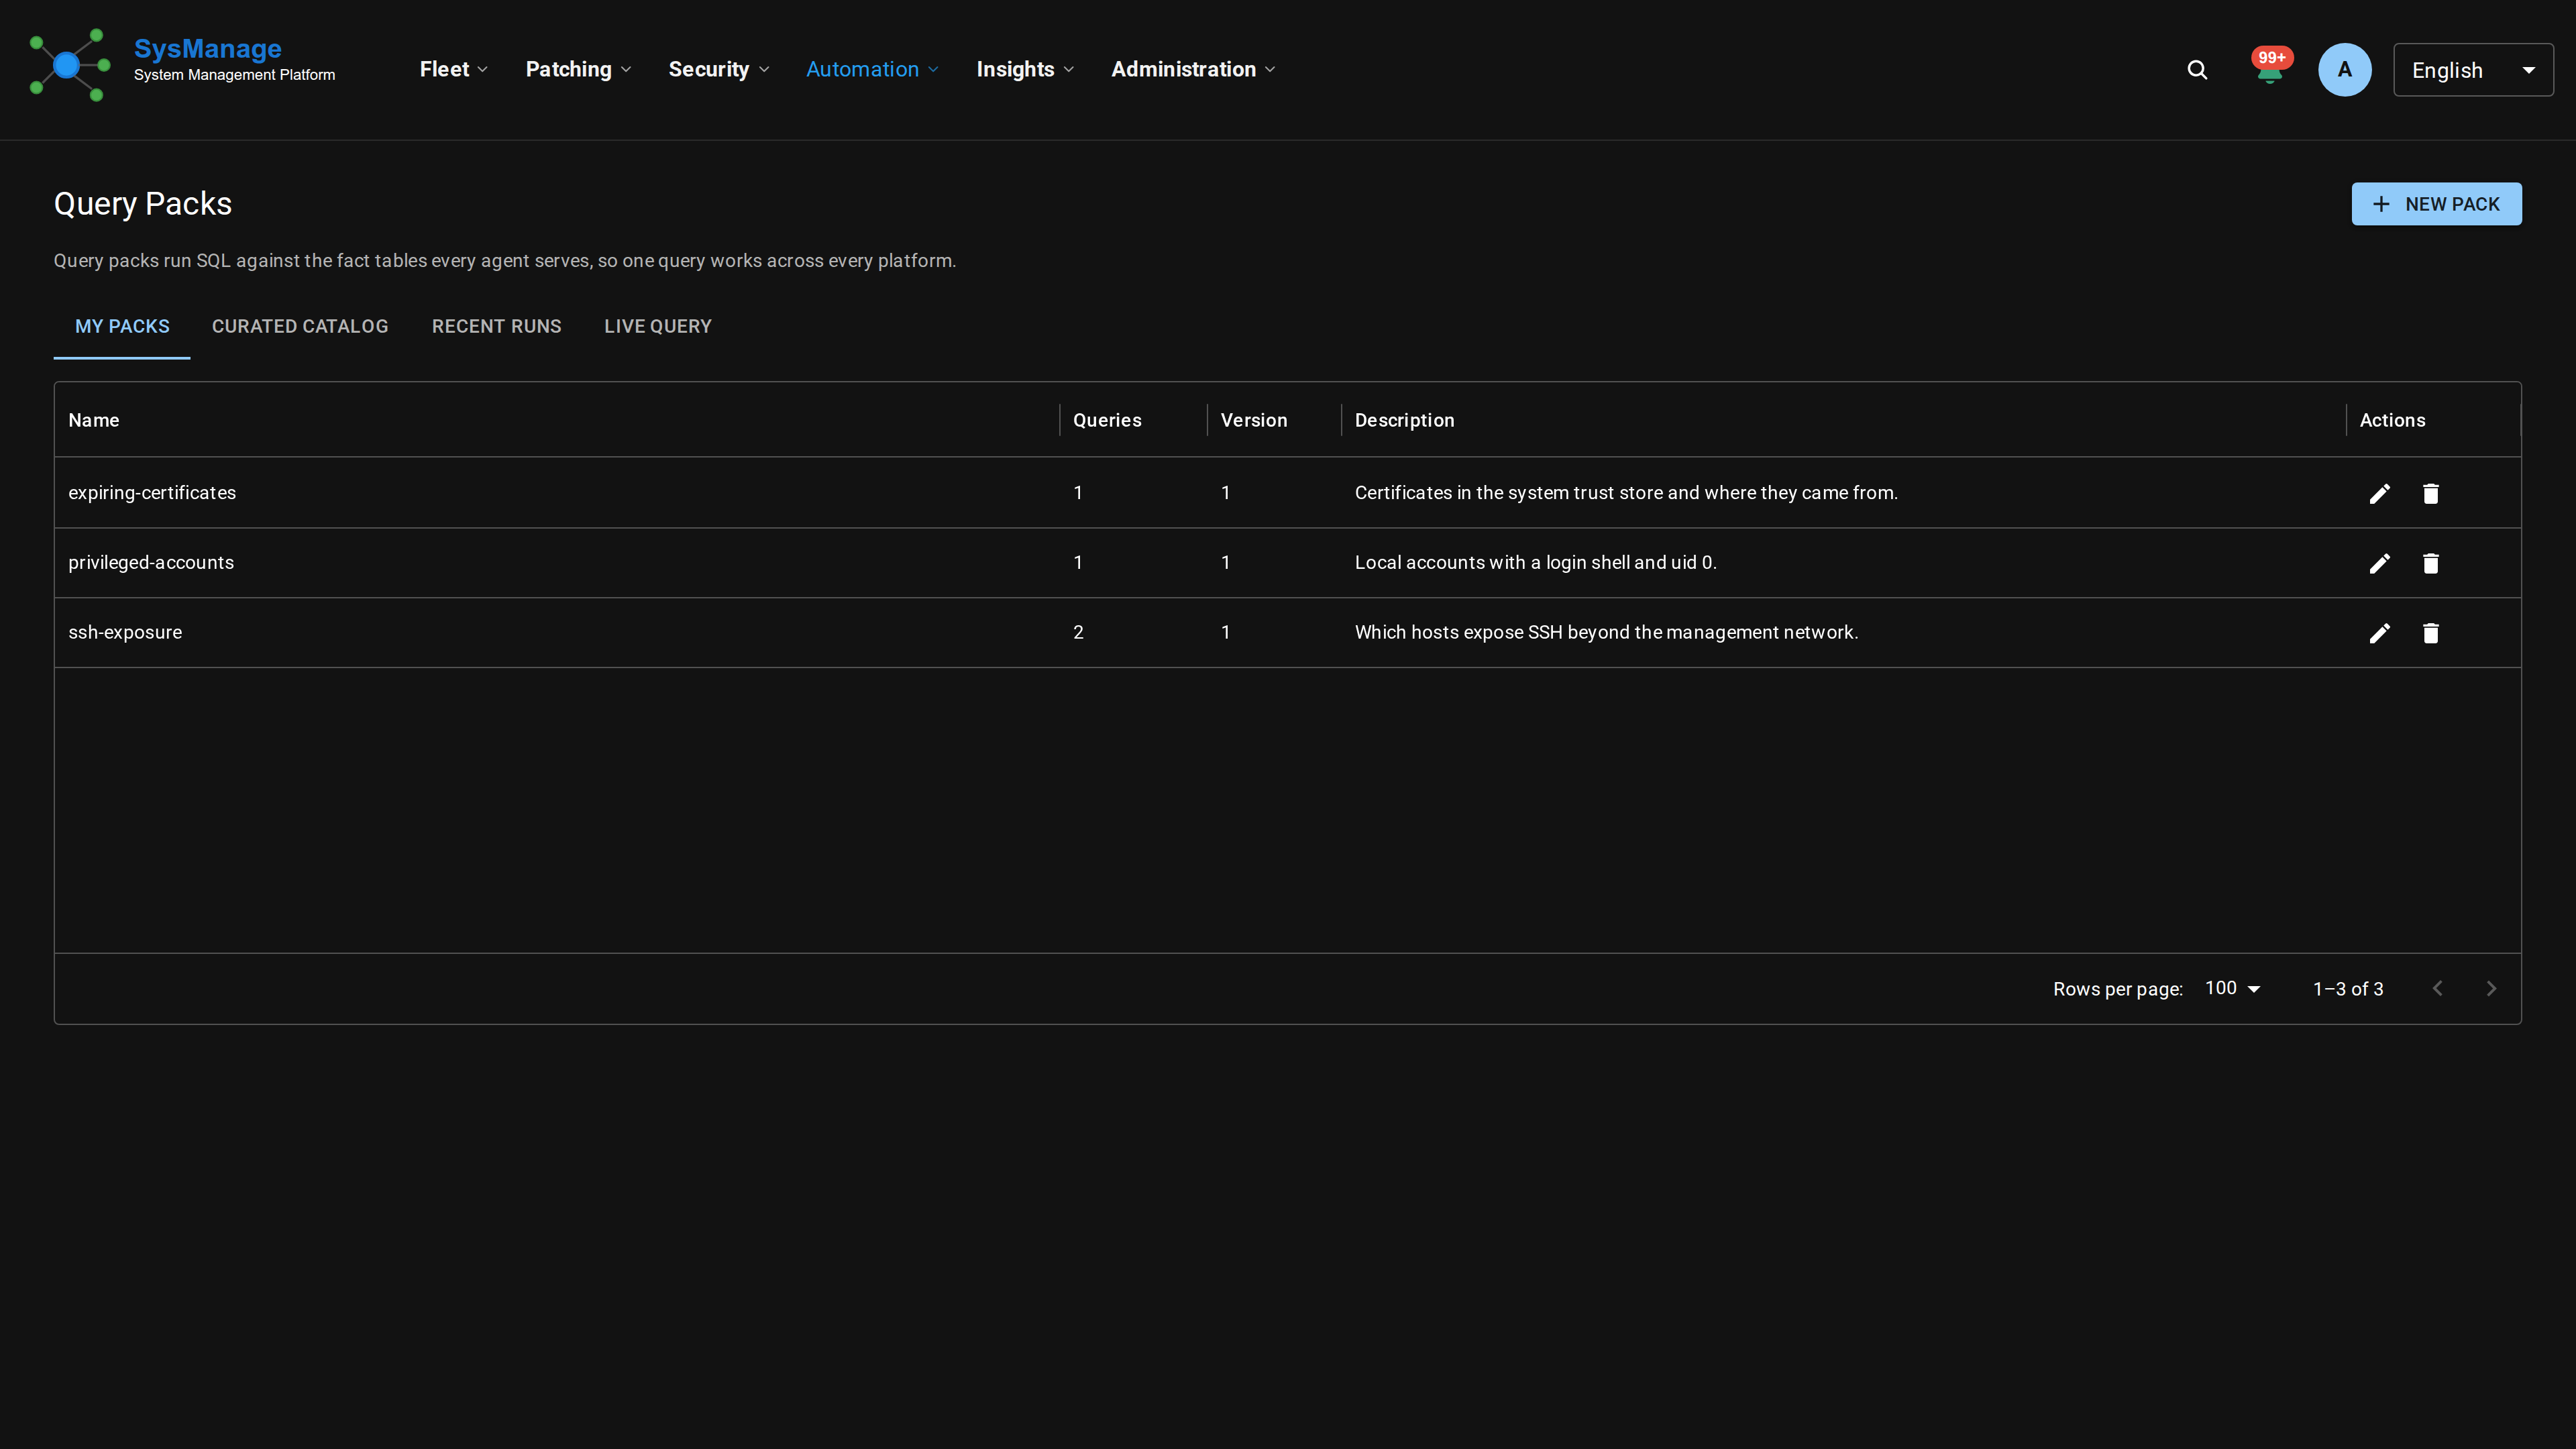 SysManage
System Management Platform
Fleet
Patching
Security
Automation
Insights
Administration
99+
A
English
Query Packs
NEW PACK
Query packs run SQL against the fact tables every agent serves, so one query works across every platform.
MY PACKS
CURATED CATALOG
RECENT RUNS
LIVE QUERY
Name Queries Version Description Actions
expiring-certificates 1 1 Certificates in the system trust store and where they came from.
privileged-accounts 1 1 Local accounts with a login shell and uid 0.
ssh-exposure 2 1 Which hosts expose SSH beyond the management network.
Rows per page: 100 1–3 of 3